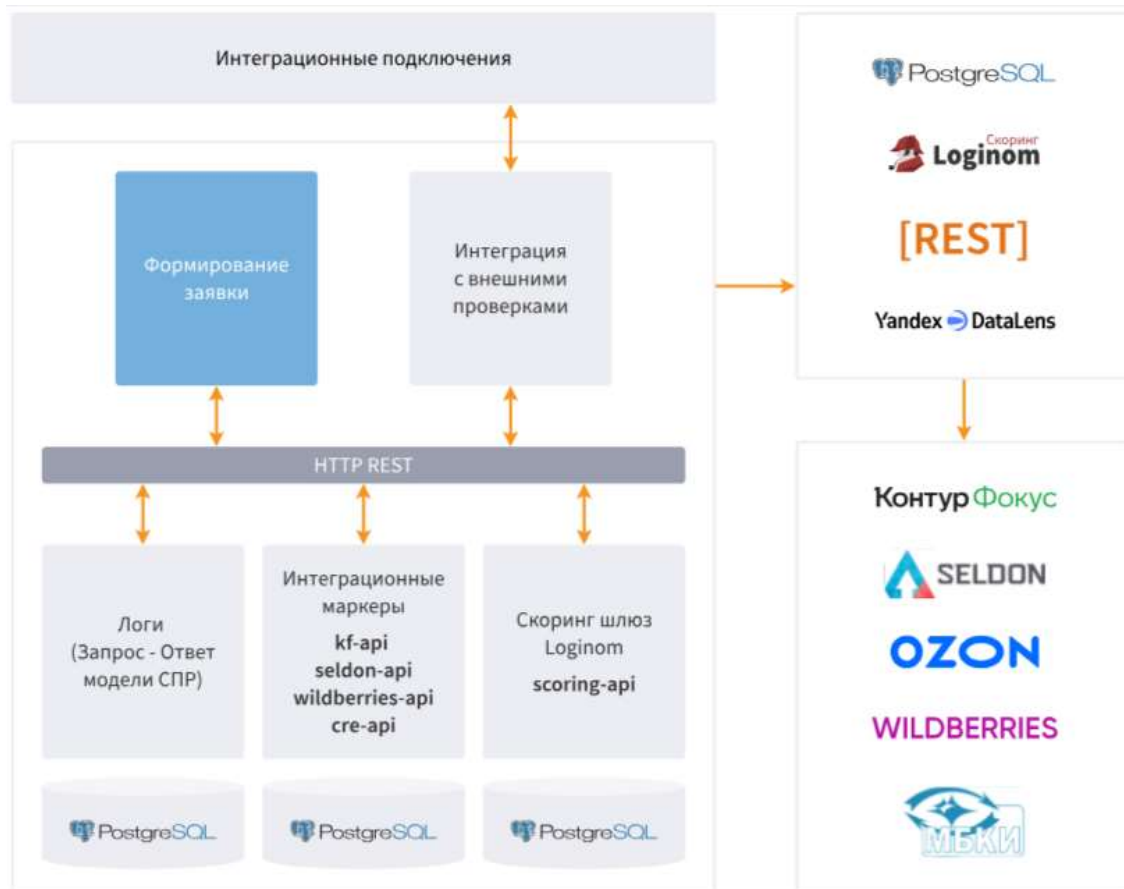 Интеграционные подключения
Формирование
заявки
Интеграция
с внешними
проверками
HTTP REST
Логи
(Запрос - Ответ
модели СПР)
Интеграционные
маркеры
kf-api
seldon-api
wildberries-api
cre-api
Скоринг шлюз
Loginom
scoring-api
PostgreSQL
PostgreSQL
PostgreSQL
PostgreSQL
Скоринг
Loginom
[REST]
Yandex DataLens
Контур Фокус
SELDON
OZON
WILDBERRIES
МБКИ